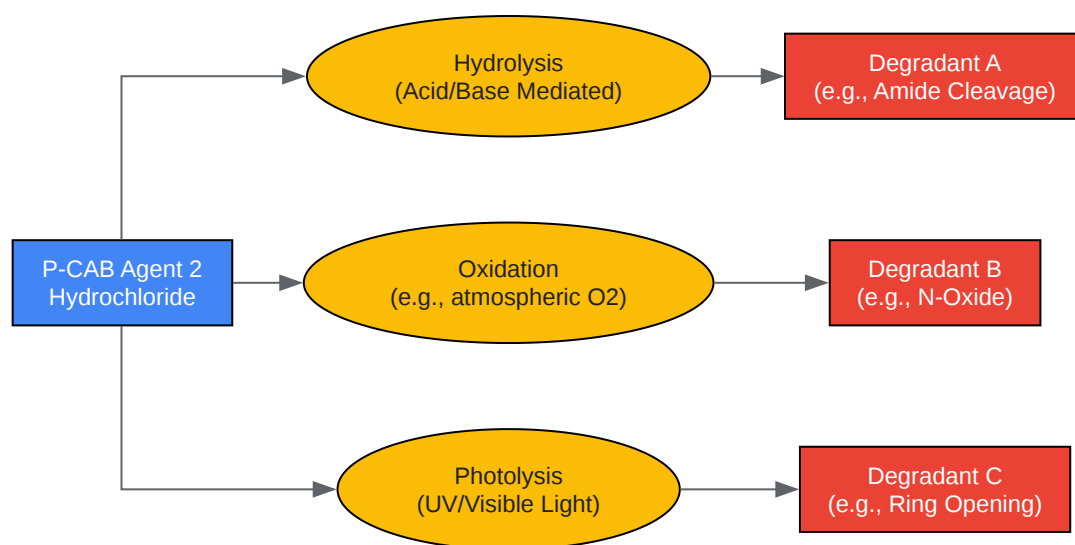 Hydrolysis
(Acid/Base Mediated)
Degradant A
(e.g., Amide Cleavage)
P-CAB Agent 2
Hydrochloride
Oxidation
(e.g., atmospheric O2)
Degradant B
(e.g., N-Oxide)
Photolysis
(UV/Visible Light)
Degradant C
(e.g., Ring Opening)